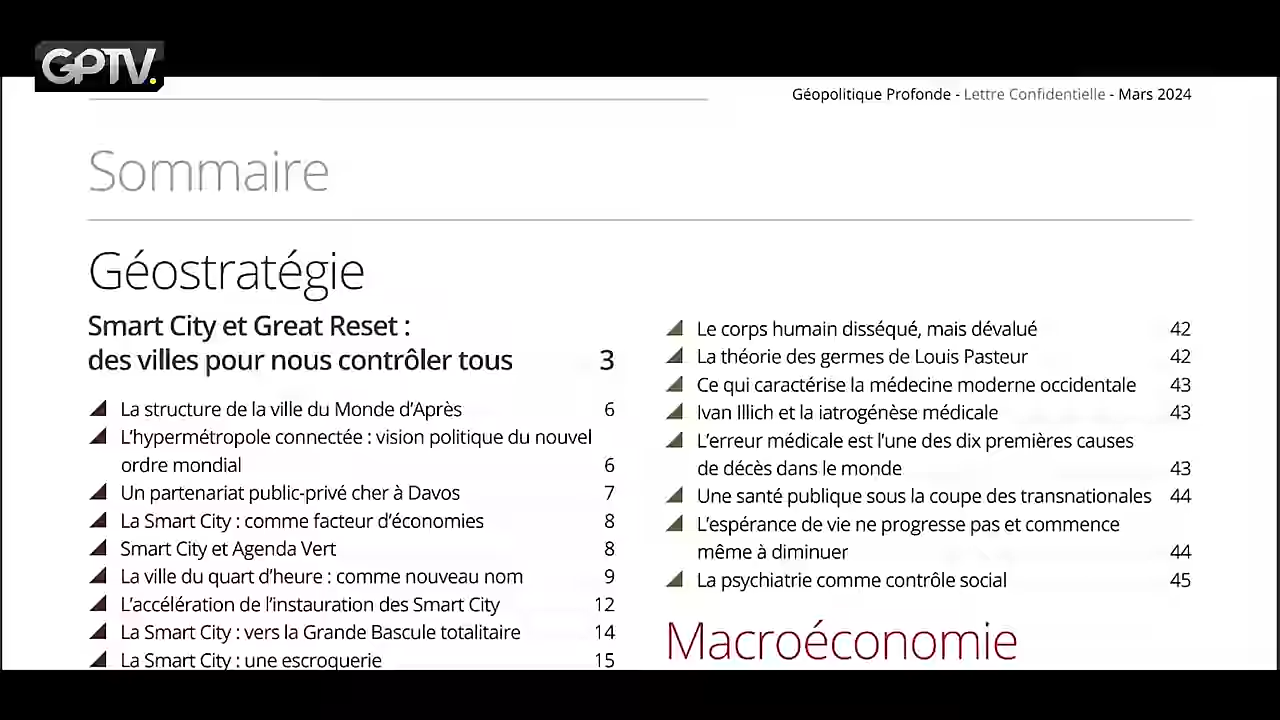 GPTV.
Géopolitique Profonde - Lettre Confidentielle - Mars 2024
Sommaire
Géostratégie
Smart City et Great Reset :
des villes pour nous contrôler tous 3
La structure de la ville du Monde d’Après 6
L’hypermétropole connectée : vision politique du nouvel
ordre mondial 6
Un partenariat public-privé cher à Davos 7
La Smart City : comme facteur d’économies 8
Smart City et Agenda Vert 8
La ville du quart d’heure : comme nouveau nom 9
L’accélération de l’instauration des Smart City 12
La Smart City : vers la Grande Bascule totalitaire 14
La Smart City : une escroquerie 15
Le corps humain disséqué, mais dévalué 42
La théorie des germes de Louis Pasteur 42
Ce qui caractérise la médecine moderne occidentale 43
Ivan Illich et la iatrogénèse médicale 43
L’erreur médicale est l’une des dix premières causes
de décès dans le monde 43
Une santé publique sous la coupe des transnationales 44
L’espérance de vie ne progresse pas et commence
même à diminuer 44
La psychiatrie comme contrôle social 45
Macroéconomie